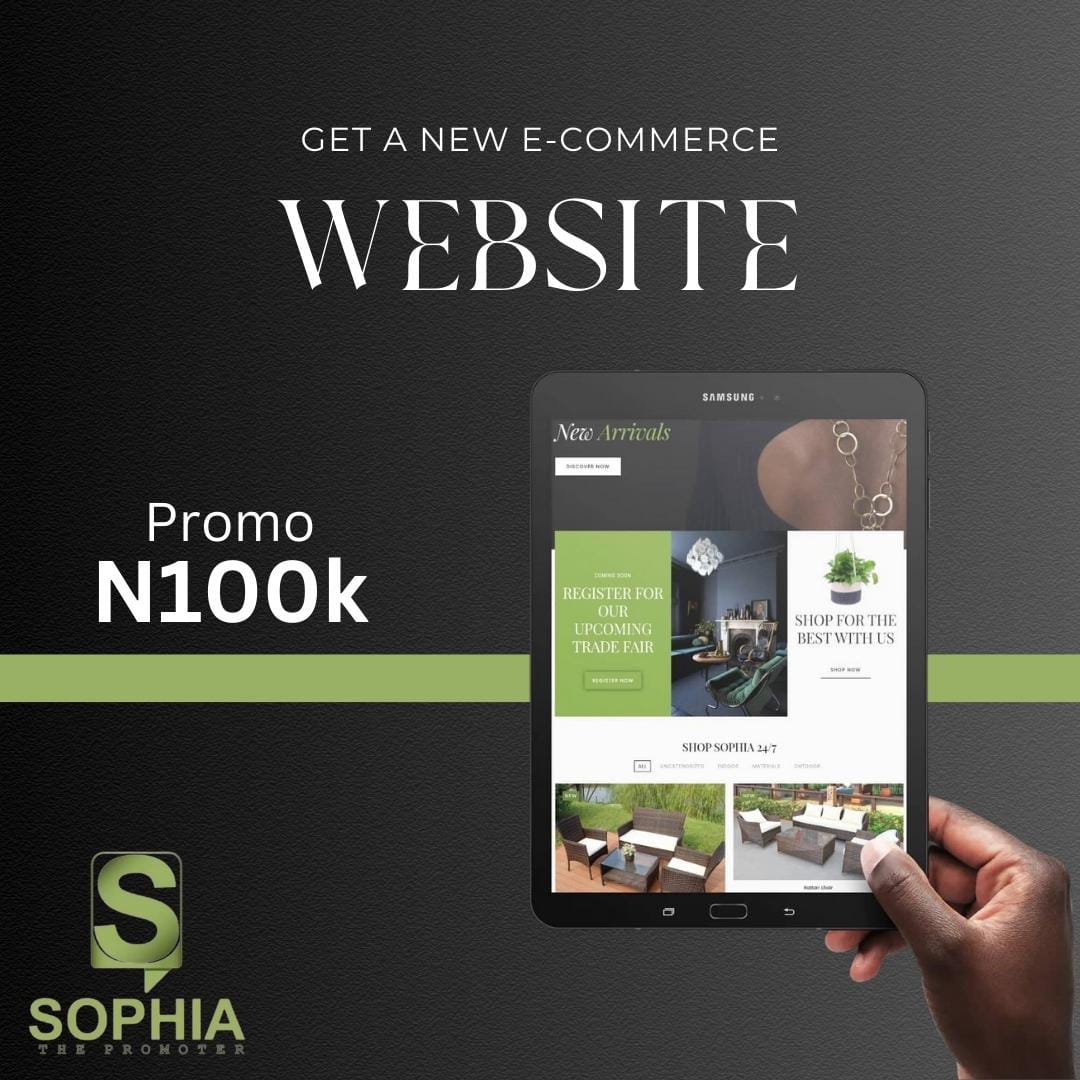 GET A NEW E-COMMERCE
WEBSITE
Promo
N100k
SAMSUNG
New Arrivals
DISCOVER NOW
COMING SOON
REGISTER FOR
OUR
UPCOMING
TRADE FAIR
REGISTER NOW
SHOP FOR THE
BEST WITH US
SHOP NOW
SHOP SOPHIA 24/7
ALL UNCATEGORIZED INDOOR MATERIALS OUTDOOR
NEW
NEW
Rattan chair
S
SOPHIA
THE PROMOTER